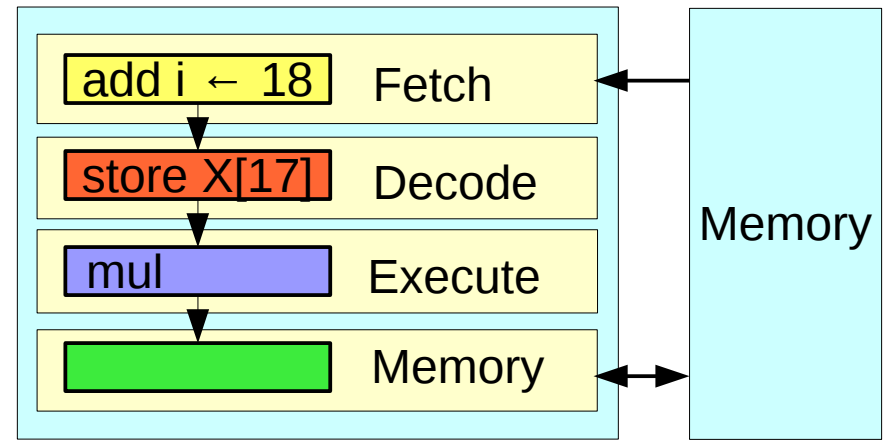 add i ← 18
Fetch
store X[17]
Decode
mul
Execute
Memory
Memory